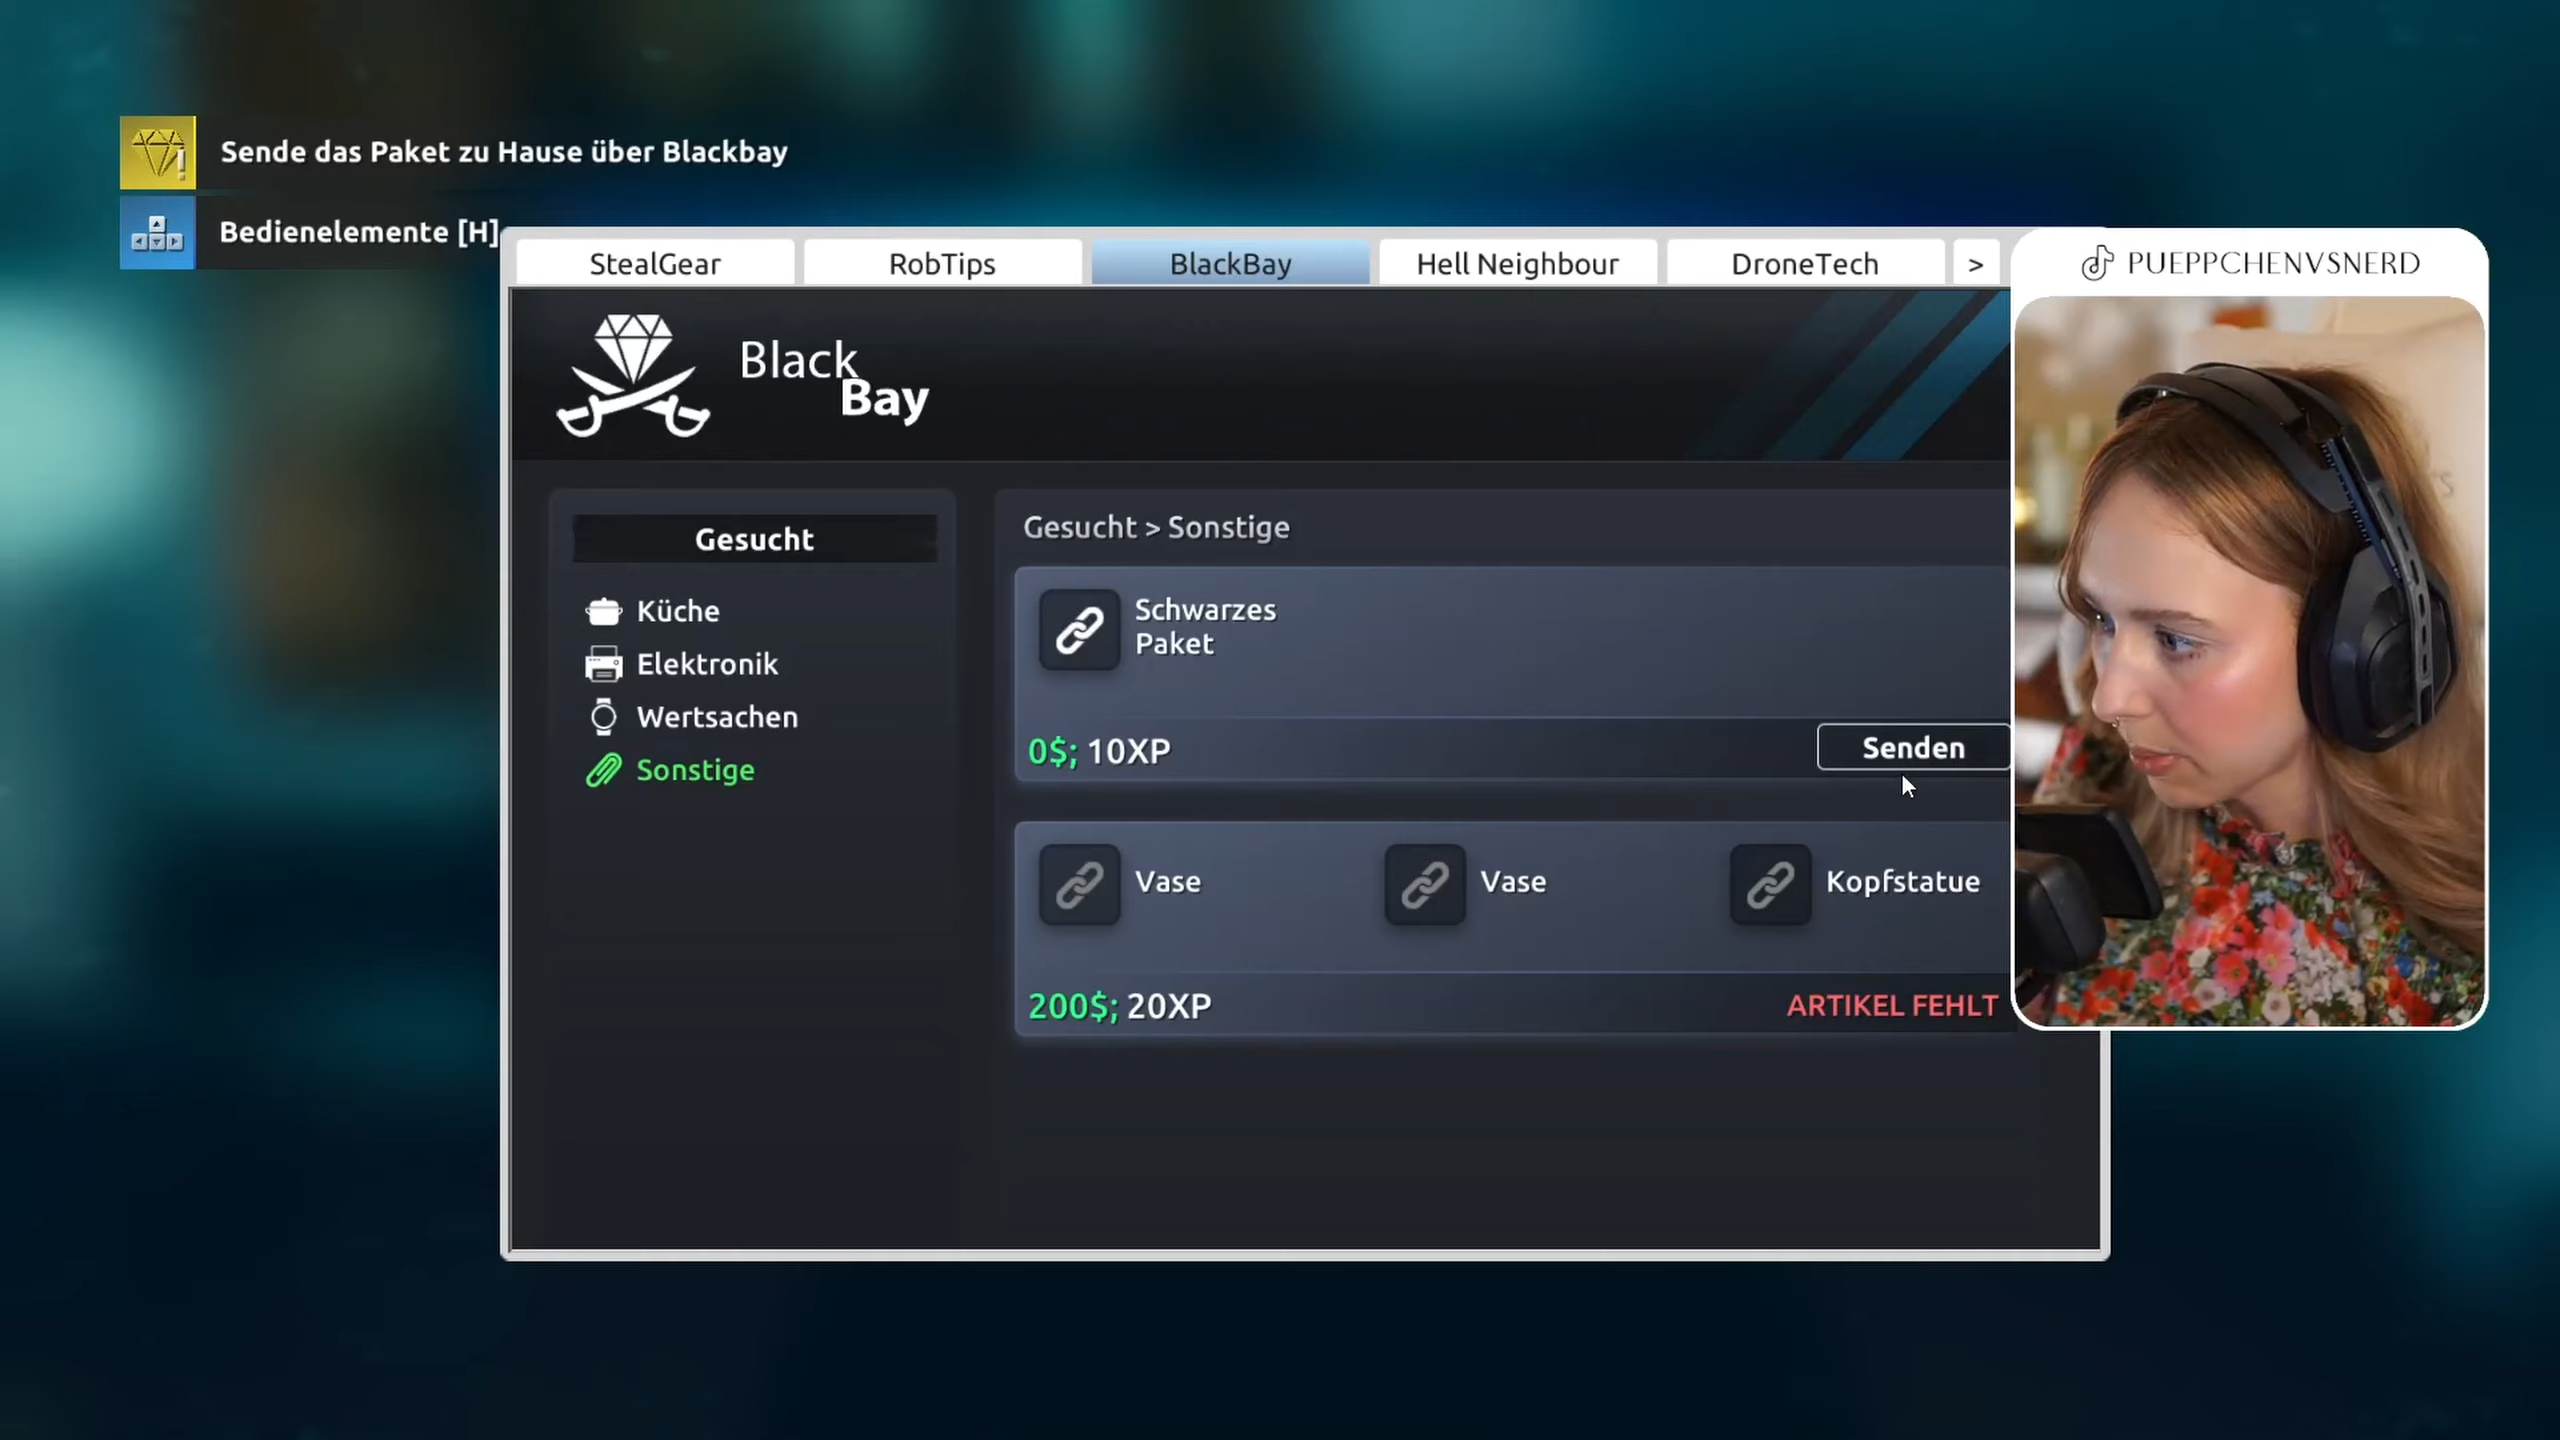 Sende das Paket zu Hause über Blackbay
Bedienelemente [H]
StealGear
RobTips
BlackBay
Hell Neighbour
DroneTech
>
PUEPPCHENVSNERD
Black
Bay
Gesucht
Küche
Elektronik
Wertsachen
Sonstige
Gesucht > Sonstige
Schwarzes
Paket
0$; 10XP
Senden
Vase
Vase
Kopfstatue
200$; 20XP
ARTIKEL FEHLT